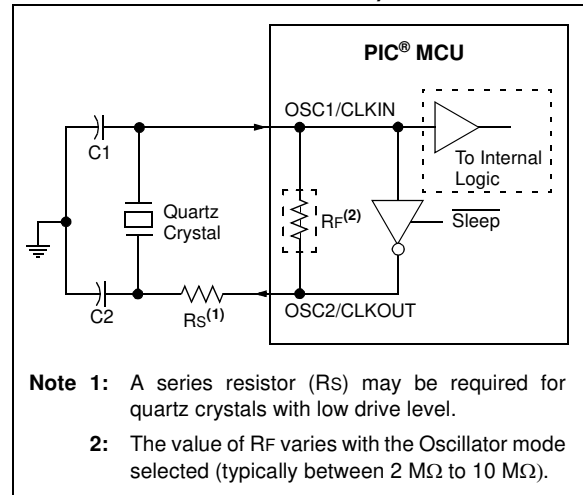 PIC® MCU
OSC1/CLKIN
C1
To Internal
Logic
Quartz
Crystal
RF(2)
Sleep
C2
RS(1)
OSC2/CLKOUT
Note 1: A series resistor (RS) may be required for
quartz crystals with low drive level.
2: The value of RF varies with the Oscillator mode
selected (typically between 2 MΩ to 10 MΩ).